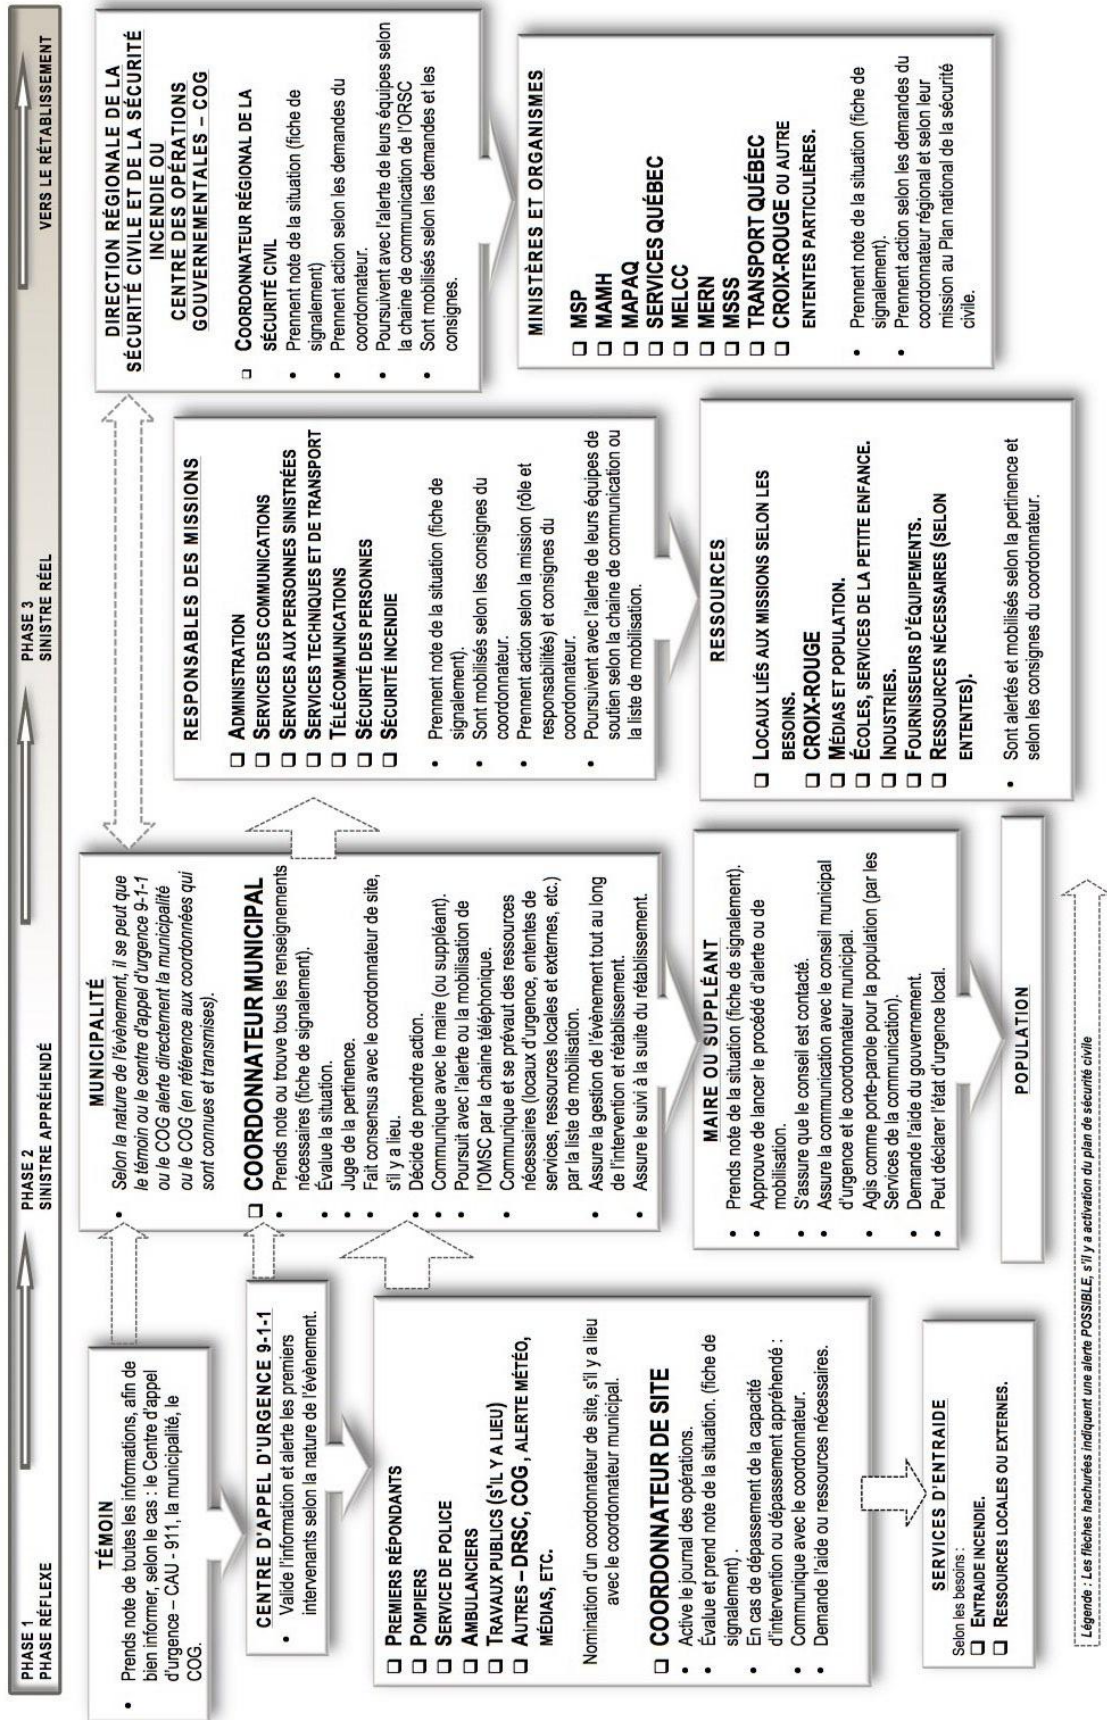 PHASE 1
PHASE RÉFLEXE
PHASE 2
SINISTRE APPRÉHENDÉ
PHASE 3
SINISTRE RÉEL
VERS LE RÉTABLISSEMENT
TÉMOIN
• Prends note de toutes les informations, afin de
bien informer, selon le cas : le Centre d'appel
d'urgence – CAU - 911, la municipalité, le
COG.
CENTRE D'APPEL D'URGENCE 9-1-1
• Valide l'information et alerte les premiers
intervenants selon la nature de l'évènement.
❑ PREMIERS RÉPONDANTS
❑ POMPIERS
❑ SERVICE DE POLICE
❑ AMBULANCIERS
❑ TRAVAUX PUBLICS (S'IL Y A LIEU)
❑ AUTRES – DRSC, COG , ALERTE MÉTÉO,
MÉDIAS, ETC.
Nomination d'un coordonnateur de site, s'il y a lieu
avec le coordonnateur municipal.
❑ COORDONNATEUR DE SITE
• Active le journal des opérations.
• Évalue et prend note de la situation. (fiche de
signalement) .
• En cas de dépassement de la capacité
d'intervention ou dépassement appréhendé :
• Communique avec le coordonnateur.
• Demande l'aide ou ressources nécessaires.
SERVICES D'ENTRAIDE
Selon les besoins :
❑ ENTRAIDE INCENDIE.
❑ RESSOURCES LOCALES OU EXTERNES.
MUNICIPALITÉ
• Selon la nature de l'évènement, il se peut que
le témoin ou le centre d'appel d'urgence 9-1-1
ou le COG alerte directement la municipalité
ou le COG (en référence aux coordonnées qui
sont connues et transmises).
❑ COORDONNATEUR MUNICIPAL
• Prends note ou trouve tous les renseignements
nécessaires (fiche de signalement).
• Évalue la situation.
• Juge de la pertinence.
• Fait consensus avec le coordonnateur de site,
s'il y a lieu.
• Décide de prendre action.
• Communique avec le maire (ou suppléant).
• Poursuit avec l'alerte ou la mobilisation de
l'OMSC par la chaine téléphonique.
• Communique et se prévaut des ressources
nécessaires (locaux d'urgence, ententes de
services, ressources locales et externes, etc.)
par la liste de mobilisation.
• Assure la gestion de l'évènement tout au long
de l'intervention et rétablissement.
• Assure le suivi à la suite du rétablissement.
MAIRE OU SUPPLÉANT
• Prends note de la situation (fiche de signalement).
• Approuve de lancer le procédé d'alerte ou de
mobilisation.
• S'assure que le conseil est contacté.
• Assure la communication avec le conseil municipal
d'urgence et le coordonnateur municipal.
• Agis comme porte-parole pour la population (par les
Services de la communication).
• Demande l'aide du gouvernement.
• Peut déclarer l'état d'urgence local.
POPULATION
RESPONSABLES DES MISSIONS
❑ ADMINISTRATION
❑ SERVICES DES COMMUNICATIONS
❑ SERVICES AUX PERSONNES SINISTRÉES
❑ SERVICES TECHNIQUES ET DE TRANSPORT
❑ TÉLÉCOMMUNICATIONS
❑ SÉCURITÉ DES PERSONNES
❑ SÉCURITÉ INCENDIE
• Prennent note de la situation (fiche de
signalement).
• Sont mobilisés selon les consignes du
coordonnateur.
• Prennent action selon la mission (rôle et
responsabilités) et consignes du
coordonnateur.
• Poursuivent avec l'alerte de leurs équipes de
soutien selon la chaine de communication ou
la liste de mobilisation.
RESSOURCES
❑ LOCAUX LIÉS AUX MISSIONS SELON LES
BESOINS.
❑ CROIX-ROUGE
❑ MÉDIAS ET POPULATION.
❑ ÉCOLES, SERVICES DE LA PETITE ENFANCE.
❑ INDUSTRIES.
❑ FOURNISSEURS D'ÉQUIPEMENTS.
❑ RESSOURCES NÉCESSAIRES (SELON
ENTENTES).
• Sont alertés et mobilisés selon la pertinence et
selon les consignes du coordonnateur.
DIRECTION RÉGIONALE DE LA
SÉCURITÉ CIVILE ET DE LA SÉCURITÉ
INCENDIE OU
CENTRE DES OPÉRATIONS
GOUVERNEMENTALES – COG
❑ COORDONNATEUR RÉGIONAL DE LA
SÉCURITÉ CIVIL
• Prennent note de la situation (fiche de
signalement)
• Prennent action selon les demandes du
coordonnateur.
• Poursuivent avec l'alerte de leurs équipes selon
la chaine de communication de l'ORSC
• Sont mobilisés selon les demandes et les
consignes.
MINISTÈRES ET ORGANISMES
❑ MSP
❑ MAMH
❑ MAPAQ
❑ SERVICES QUÉBEC
❑ MELCC
❑ MERN
❑ MSSS
❑ TRANSPORT QUÉBEC
❑ CROIX-ROUGE OU AUTRE
ENTENTES PARTICULIÈRES.
• Prennent note de la situation (fiche de
signalement).
• Prennent action selon les demandes du
coordonnateur régional et selon leur
mission au Plan national de la sécurité
civile.
Légende : Les flèches hachurées indiquent une alerte POSSIBLE, s'il y a activation du plan de sécurité civile